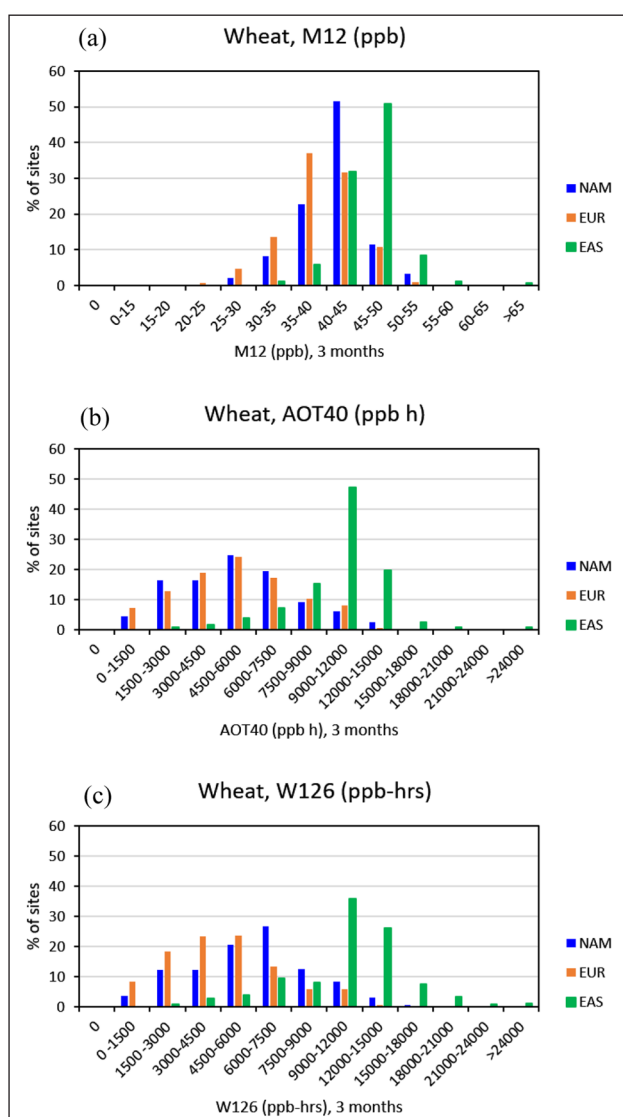 (a)
Wheat, M12 (ppb)
% of sites
60
50
40
30
20
10
0
0
0-15
15-20
20-25
25-30
30-35
35-40
40-45
45-50
50-55
55-60
60-65
>65
M12 (ppb), 3 months
NAM
EUR
EAS
(b)
Wheat, AOT40 (ppb h)
% of sites
60
50
40
30
20
10
0
0
0 -1500
1500 -3000
3000-4500
4500-6000
6000-7500
7500-9000
9000-12000
12000-15000
15000-18000
18000-21000
21000-24000
>24000
AOT40 (ppb h), 3 months
NAM
EUR
EAS
(c)
Wheat, W126 (ppb-hrs)
% of sites
60
50
40
30
20
10
0
0
0 -1500
1500 -3000
3000-4500
4500-6000
6000-7500
7500-9000
9000-12000
12000-15000
15000-18000
18000-21000
21000-24000
>24000
W126 (ppb-hrs), 3 months
NAM
EUR
EAS